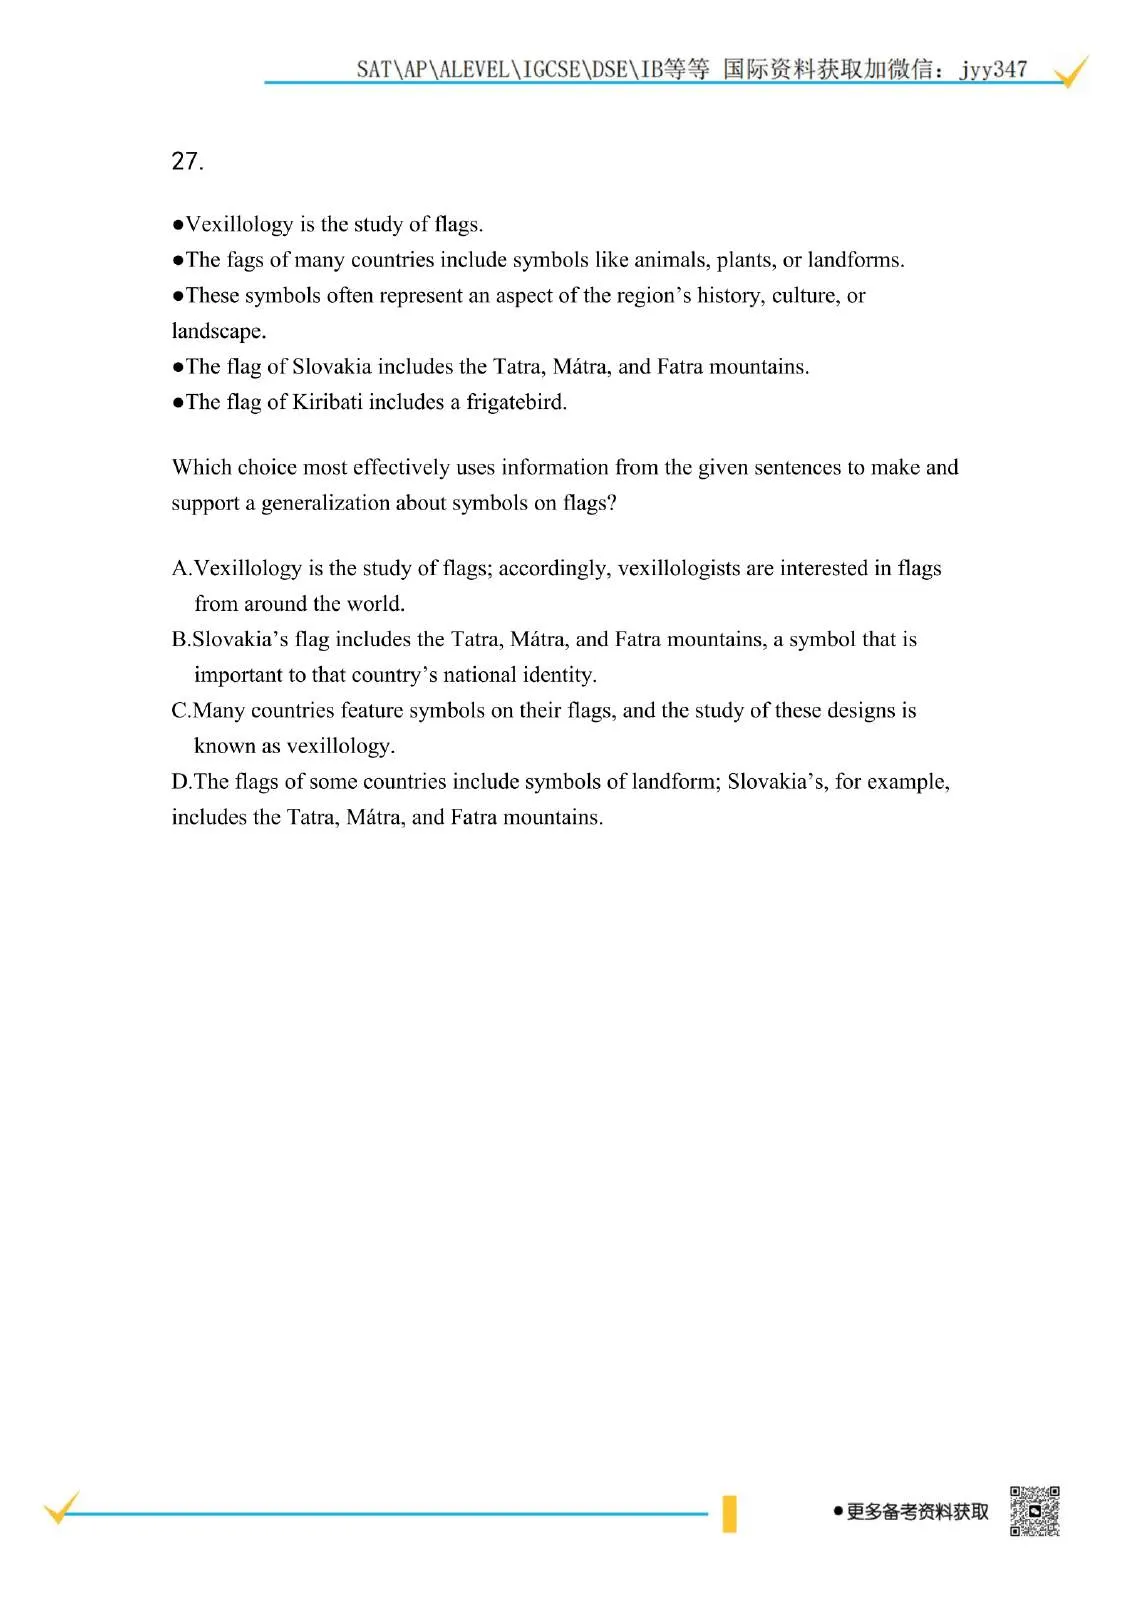 SAT\AP\ALEVEL\IGCSE\DSE\IB等等 国际资料获取加微信：jyy347
27.
●Vexillology is the study of flags.
●The fags of many countries include symbols like animals, plants, or landforms.
●These symbols often represent an aspect of the region’s history, culture, or
landscape.
●The flag of Slovakia includes the Tatra, Mátra, and Fatra mountains.
●The flag of Kiribati includes a frigatebird.
Which choice most effectively uses information from the given sentences to make and
support a generalization about symbols on flags?
A.Vexillology is the study of flags; accordingly, vexillologists are interested in flags
from around the world.
B.Slovakia’s flag includes the Tatra, Mátra, and Fatra mountains, a symbol that is
important to that country’s national identity.
C.Many countries feature symbols on their flags, and the study of these designs is
known as vexillology.
D.The flags of some countries include symbols of landform; Slovakia’s, for example,
includes the Tatra, Mátra, and Fatra mountains.
●更多备考资料获取